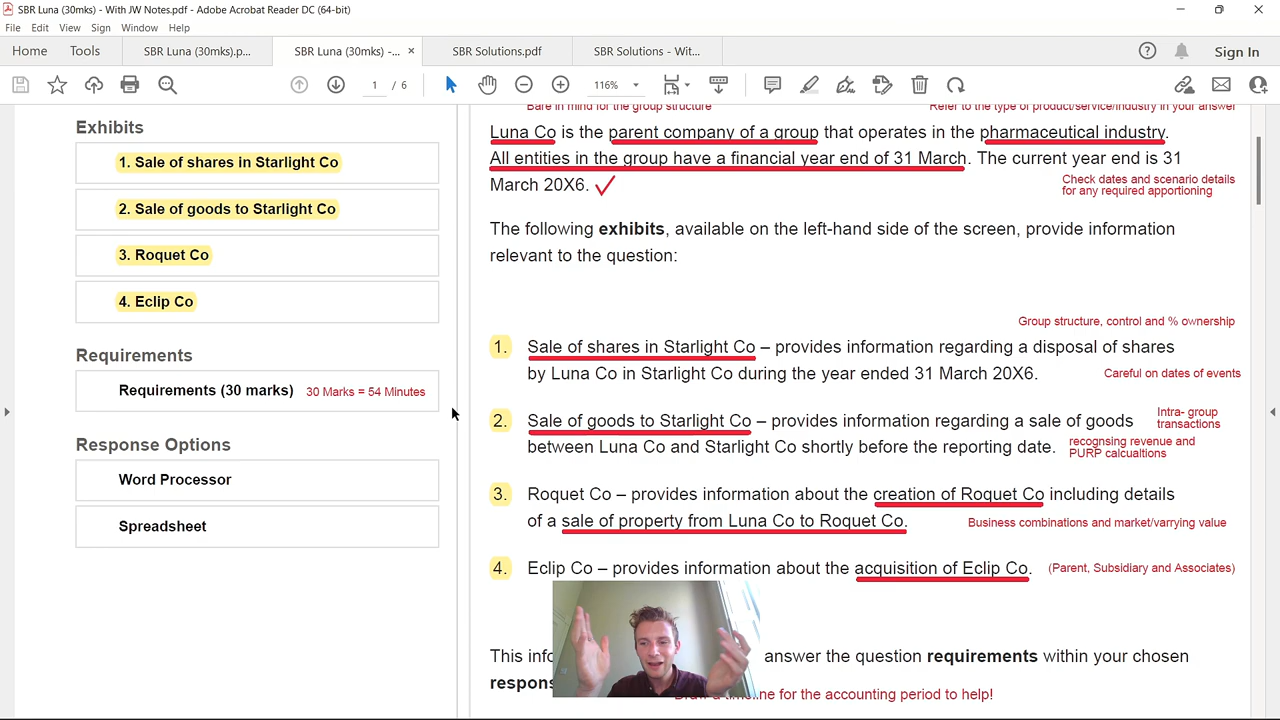 SBR Luna (30mks) - With JW Notes.pdf - Adobe Acrobat Reader DC (64-bit)
File Edit View Sign Window Help
Home Tools SBR Luna (30mks).p... SBR Luna (30mks) -... × SBR Solutions.pdf SBR Solutions - Wit... Sign In
1 / 6 116%
Exhibits
1. Sale of shares in Starlight Co
2. Sale of goods to Starlight Co
3. Roquet Co
4. Eclip Co
Requirements
Requirements (30 marks) 30 Marks = 54 Minutes
Response Options
Word Processor
Spreadsheet
Bare in mind for the group structure Refer to the type of product/service/industry in your answer
Luna Co is the parent company of a group that operates in the pharmaceutical industry.
All entities in the group have a financial year end of 31 March. The current year end is 31
March 20X6. Check dates and scenario details
for any required apportioning
The following exhibits, available on the left-hand side of the screen, provide information
relevant to the question:
Group structure, control and % ownership
1. Sale of shares in Starlight Co – provides information regarding a disposal of shares
by Luna Co in Starlight Co during the year ended 31 March 20X6. Careful on dates of events
2. Sale of goods to Starlight Co – provides information regarding a sale of goods Intra- group
transactions
between Luna Co and Starlight Co shortly before the reporting date. recognsing revenue and
PURP calcualtions
3. Roquet Co – provides information about the creation of Roquet Co including details
of a sale of property from Luna Co to Roquet Co. Business combinations and market/varrying value
4. Eclip Co – provides information about the acquisition of Eclip Co. (Parent, Subsidiary and Associates)
This answer the question requirements within your chosen
timeline for the accounting period to help!